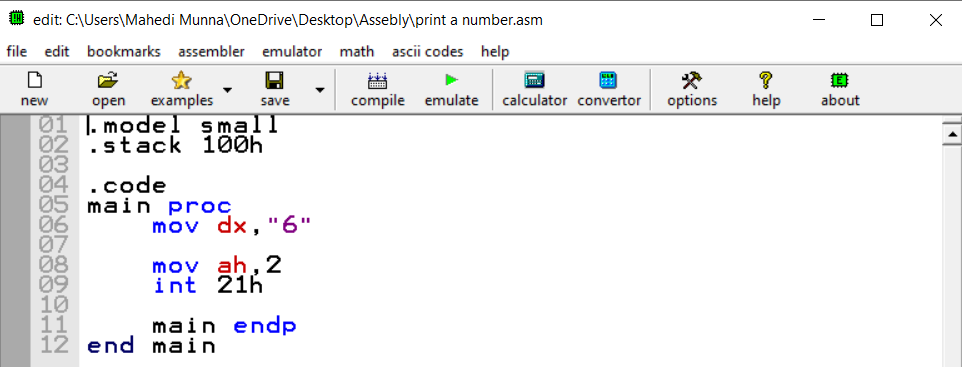 edit: C:\Users\Mahedi Munna\OneDrive\Desktop\Assebly\print a number.asm
file edit bookmarks assembler emulator math ascii codes help
new open examples save compile emulate calculator convertor options help about
01 .model small
02 .stack 100h
03
04 .code
05 main proc
06 mov dx,"6"
07
08 mov ah,2
09 int 21h
10
11 main endp
12 end main